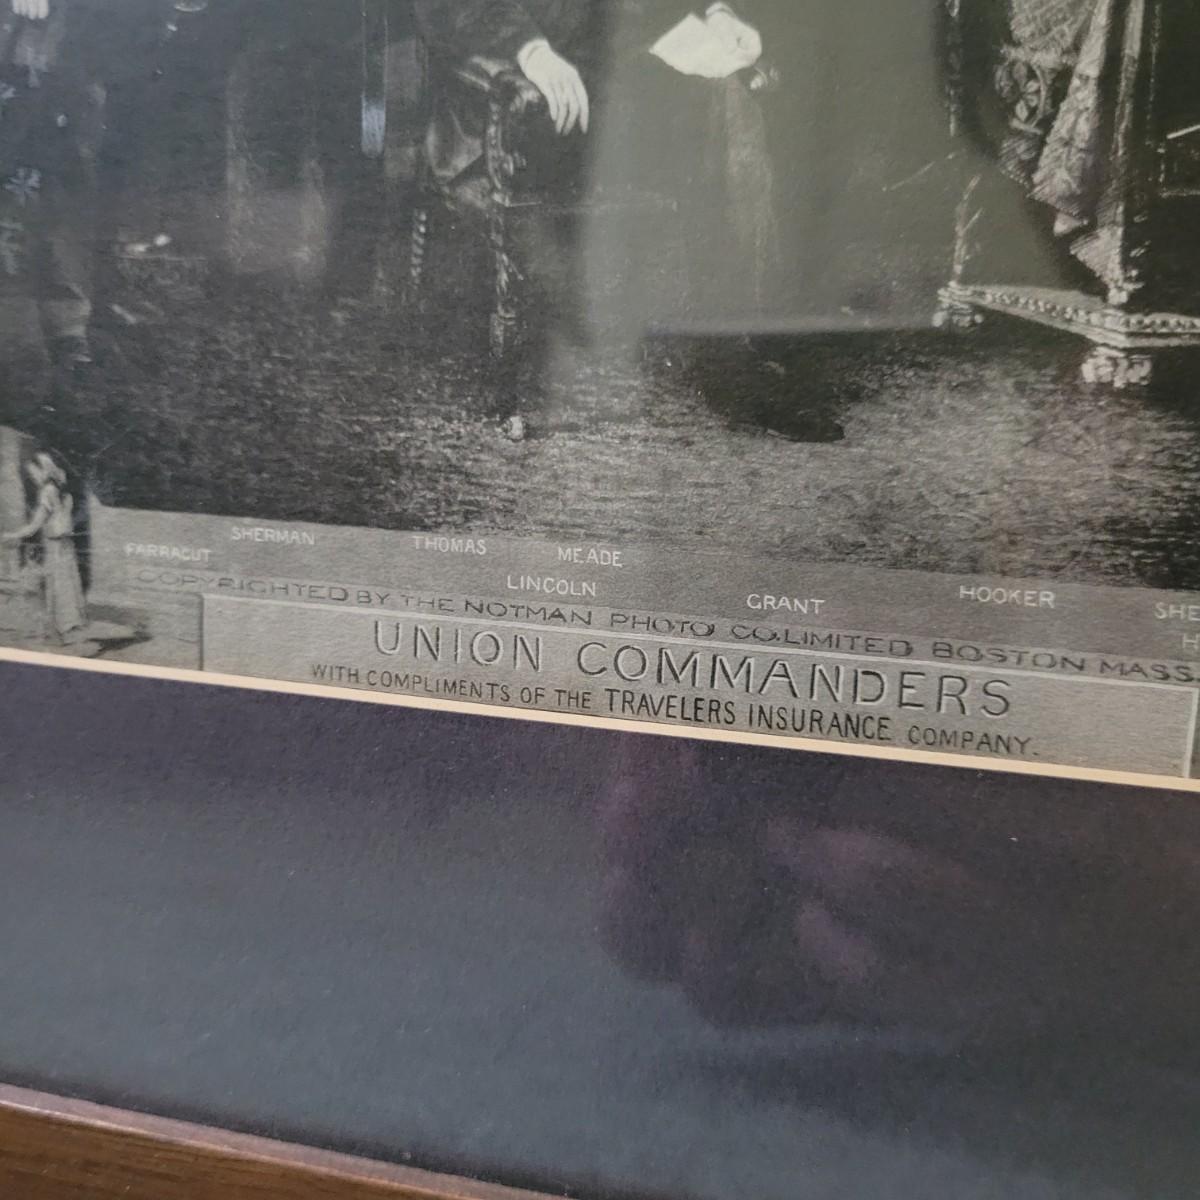 SHERMAN THOMAS MEADE
FARRAGUT LINCOLN GRANT HOOKER SHE
COPYRIGHTED BY THE NOTMAN PHOTO CO. LIMITED BOSTON MASS.
UNION COMMANDERS
WITH COMPLIMENTS OF THE TRAVELERS INSURANCE COMPANY.